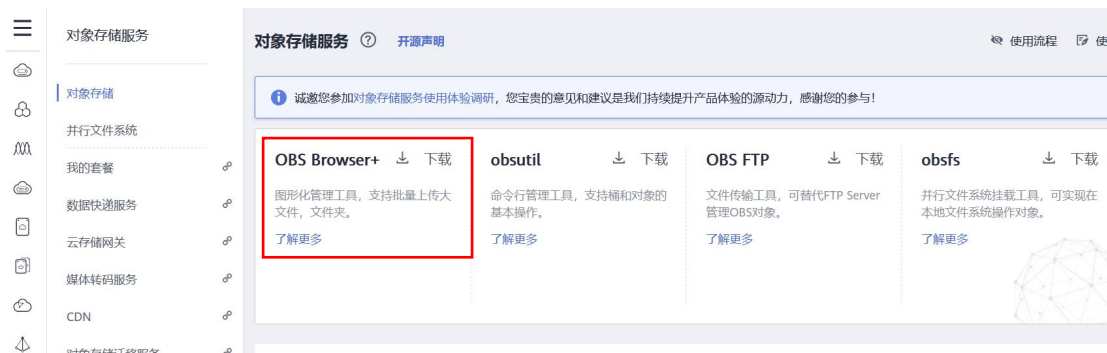 对象存储服务
对象存储
并行文件系统
我的套餐
数据快递服务
云存储网关
媒体转码服务
CDN
对象存储迁移服务
对象存储服务 开源声明
使用流程 使
诚邀您参加对象存储服务使用体验调研，您宝贵的意见和建议是我们持续提升产品体验的源动力，感谢您的参与！
OBS Browser+ 下载
图形化管理工具，支持批量上传大
文件，文件夹。
了解更多
obsutil 下载
命令行管理工具，支持桶和对象的
基本操作。
了解更多
OBS FTP 下载
文件传输工具，可替代FTP Server
管理OBS对象。
了解更多
obsfs 下载
并行文件系统挂载工具，可实现在
本地文件系统操作对象。
了解更多